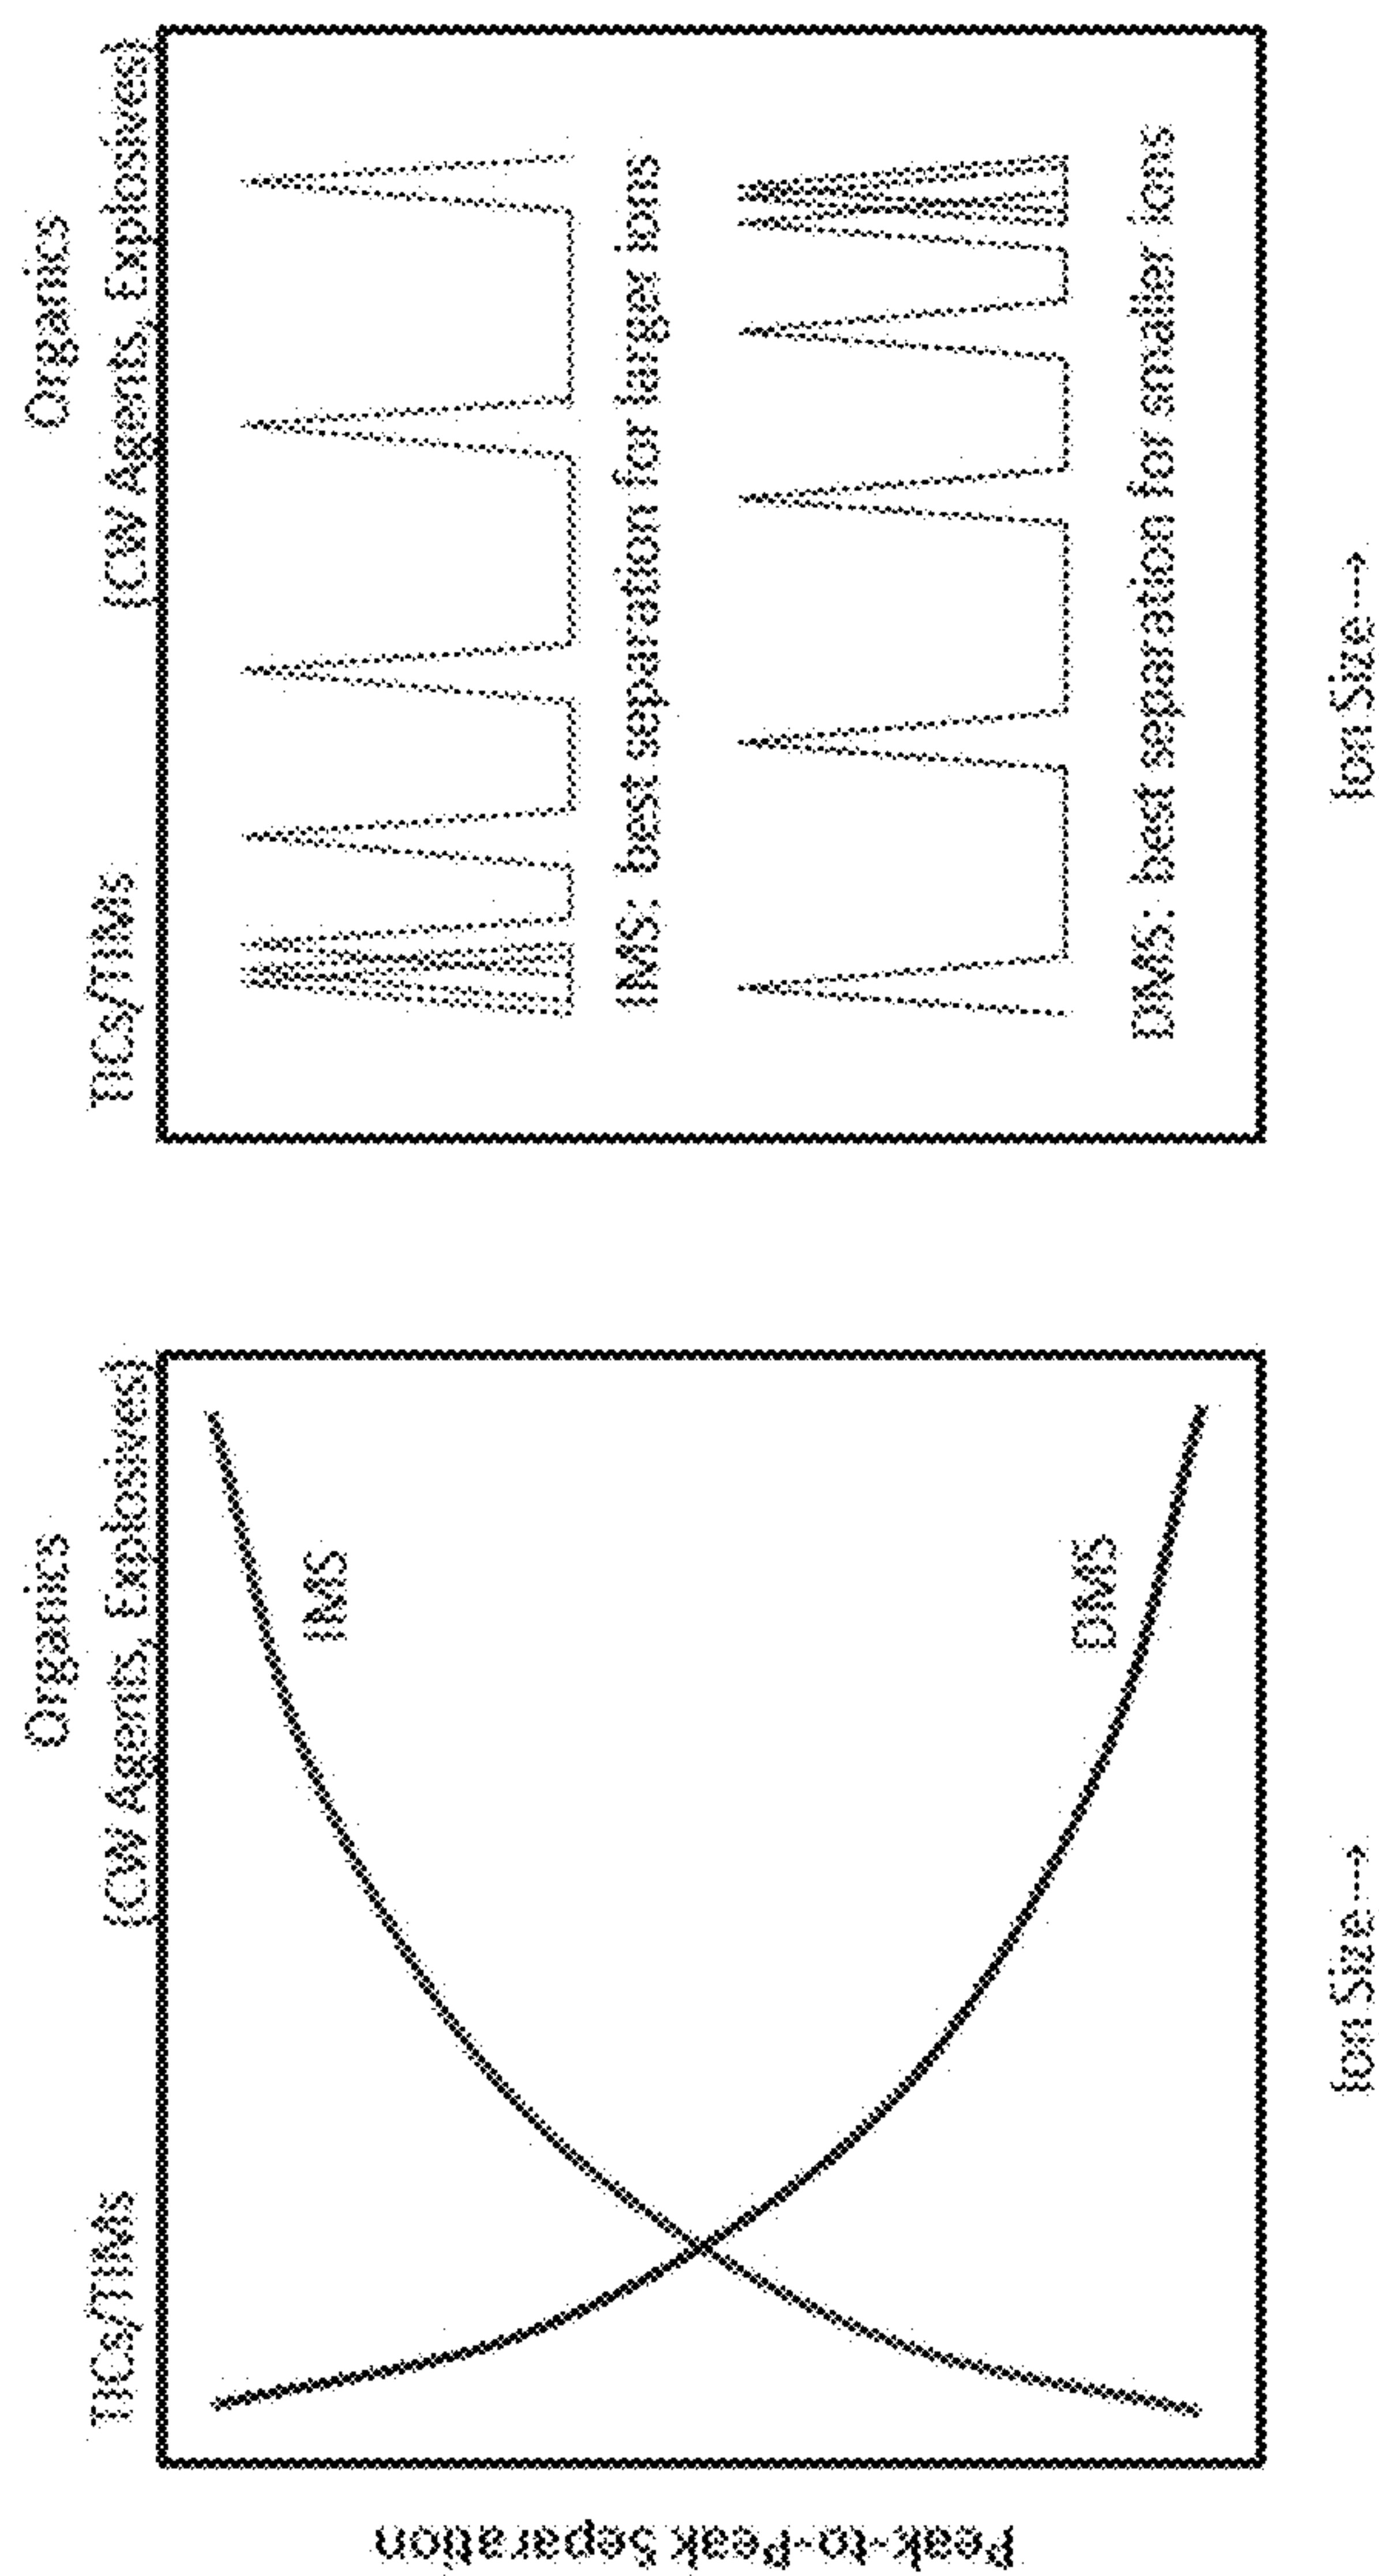 Peak-to-Peak Separation
TICs/TIMs
Organics
(CW Agents, Explosives)
IMS
DMS
Ion Size→
TICs/TIMs
Organics
(CW Agents, Explosives)
IMS: best separation for larger ions
DMS: best separation for smaller ions
Ion Size→